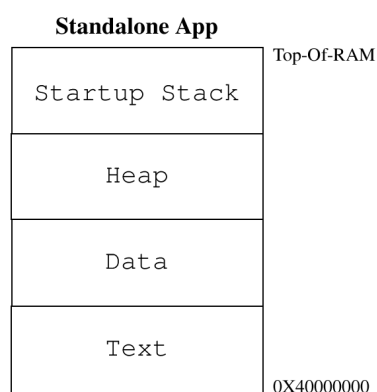 Standalone App
Top-Of-RAM
Startup Stack
Heap
Data
Text
0X40000000